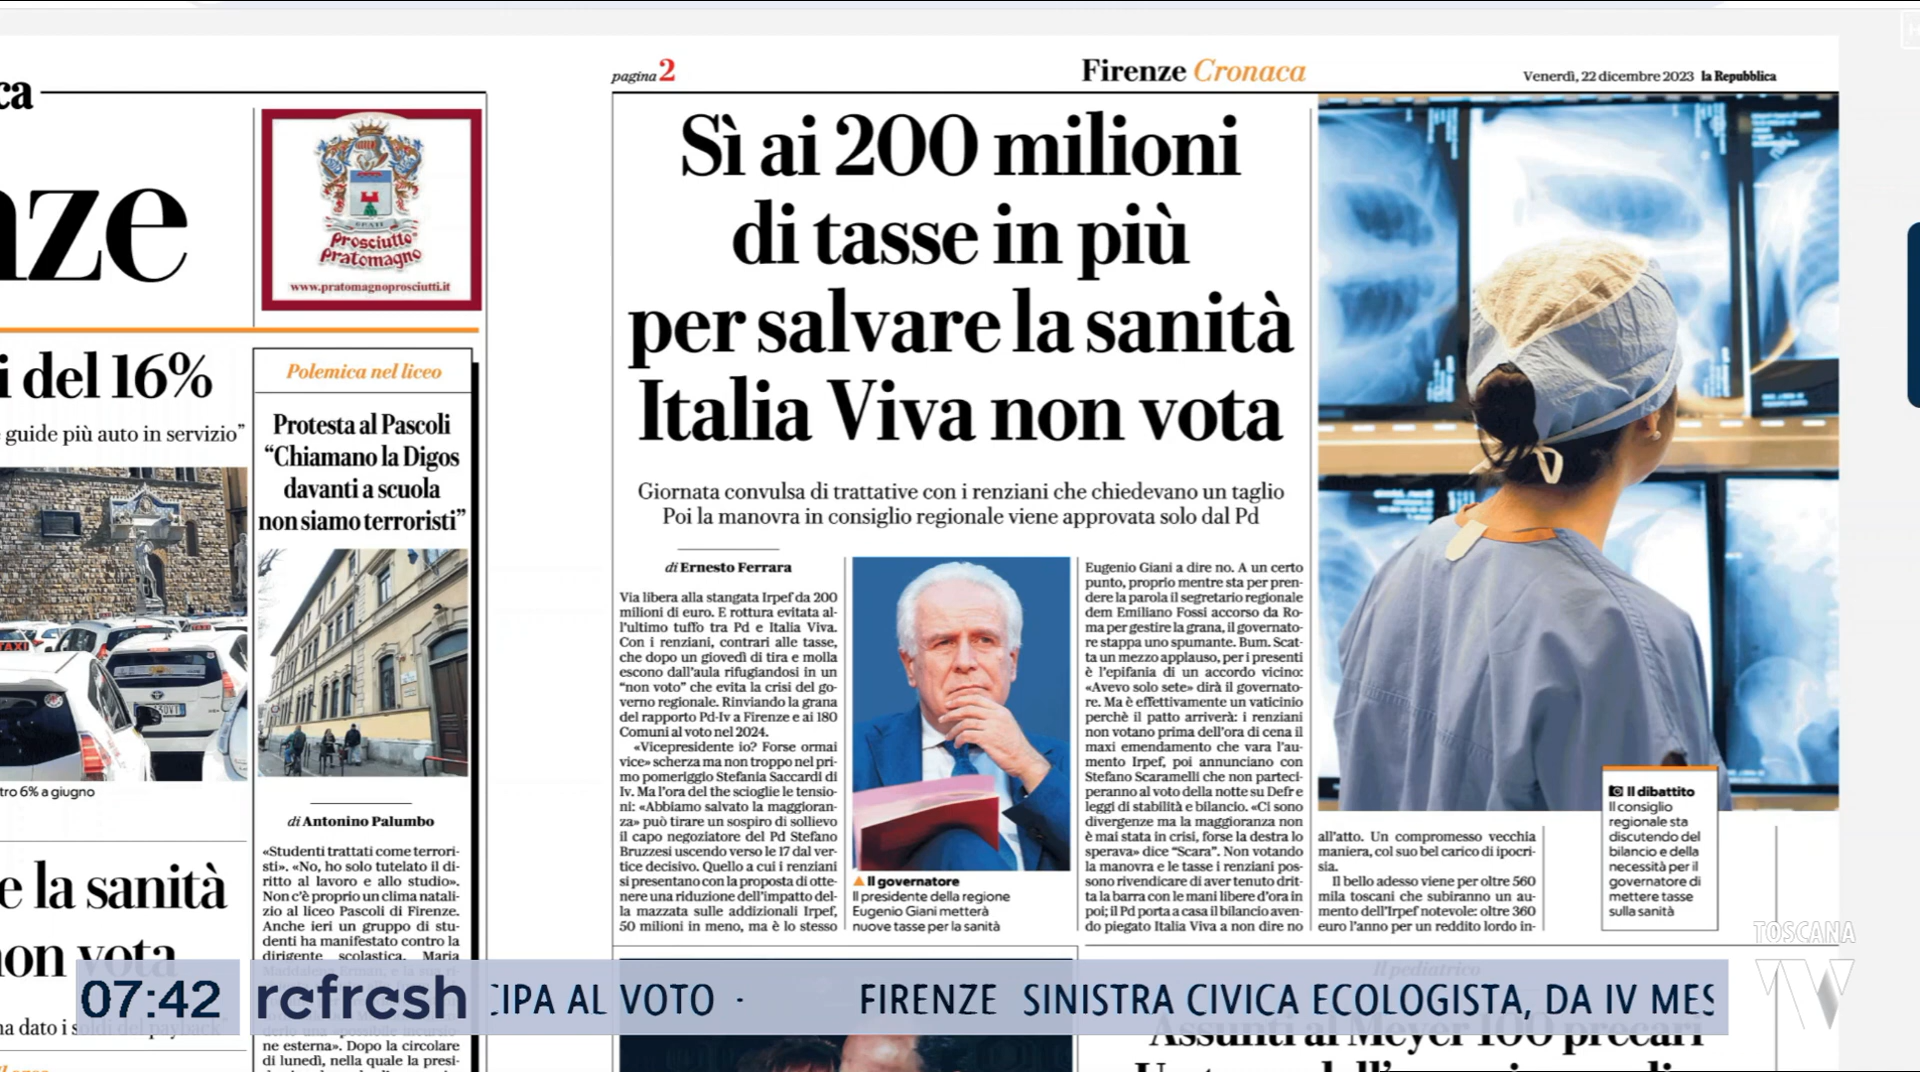 ca
nze
GRATI
Prosciutto
Pratomagno
www.pratomagnoprosciutti.it
i del 16%
guide più auto in servizio”
TAXI
tro 6% a giugno
e la sanità
non vota
na dato i soldi del payback”
Polemica nel liceo
Protesta al Pascoli
“Chiamano la Digos
davanti a scuola
non siamo terroristi”
di Antonino Palumbo
«Studenti trattati come terrori-
sti». «No, ho solo tutelato il di-
ritto al lavoro e allo studio».
Non c’è proprio un clima natali-
zio al liceo Pascoli di Firenze.
Anche ieri un gruppo di stu-
denti ha manifestato contro la
dirigente scolastica, Maria
ne esterna». Dopo la circolare
di lunedì, nella quale la presi-
pagina 2
Firenze Cronaca
Venerdì, 22 dicembre 2023 la Repubblica
Sì ai 200 milioni
di tasse in più
per salvare la sanità
Italia Viva non vota
Giornata convulsa di trattative con i renziani che chiedevano un taglio
Poi la manovra in consiglio regionale viene approvata solo dal Pd
di Ernesto Ferrara
Via libera alla stangata Irpef da 200
milioni di euro. E rottura evitata al-
l’ultimo tuffo tra Pd e Italia Viva.
Con i renziani, contrari alle tasse,
che dopo un giovedì di tira e molla
escono dall’aula rifugiandosi in un
“non voto” che evita la crisi del go-
verno regionale. Rinviando la grana
del rapporto Pd-Iv a Firenze e ai 180
Comuni al voto nel 2024.
«Vicepresidente io? Forse ormai
vice» scherza ma non troppo nel pri-
mo pomeriggio Stefania Saccardi di
Iv. Ma l’ora del the scioglie le tensio-
ni: «Abbiamo salvato la maggioran-
za» può tirare un sospiro di sollievo
il capo negoziatore del Pd Stefano
Bruzzesi uscendo verso le 17 dal ver-
tice decisivo. Quello a cui i renziani
si presentano con la proposta di otte-
nere una riduzione dell’impatto del-
la mazzata sulle addizionali Irpef,
50 milioni in meno, ma è lo stesso
Il governatore
Il presidente della regione
Eugenio Giani metterà
nuove tasse per la sanità
Eugenio Giani a dire no. A un certo
punto, proprio mentre sta per pren-
dere la parola il segretario regionale
dem Emiliano Fossi accorso da Ro-
ma per gestire la grana, il governato-
re stappa uno spumante. Bum. Scat-
ta un mezzo applauso, per i presenti
è l’epifania di un accordo vicino:
«Avevo solo sete» dirà il governato-
re. Ma è effettivamente un vaticinio
perchè il patto arriverà: i renziani
non votano prima dell’ora di cena il
maxi emendamento che vara l’au-
mento Irpef, poi annunciano con
Stefano Scaramelli che non parteci-
peranno al voto della notte su Defr e
leggi di stabilità e bilancio. «Ci sono
divergenze ma la maggioranza non
è mai stata in crisi, forse la destra lo
sperava» dice “Scara”. Non votando
la manovra e le tasse i renziani pos-
sono rivendicare di aver tenuto drit-
ta la barra con le mani libere d’ora in
poi; il Pd porta a casa il bilancio aven-
do piegato Italia Viva a non dire no
all’atto. Un compromesso vecchia
maniera, col suo bel carico di ipocri-
sia.
Il bello adesso viene per oltre 560
mila toscani che subiranno un au-
mento dell’Irpef notevole: oltre 360
euro l’anno per un reddito lordo in-
Il dibattito
Il consiglio
regionale sta
discutendo del
bilancio e della
necessità per il
governatore di
mettere tasse
sulla sanità
Il pediatrico
Assunti al Meyer 100 precari
TOSCANA
TV
07:42 refresh CIPA AL VOTO · FIRENZE SINISTRA CIVICA ECOLOGISTA, DA IV MES